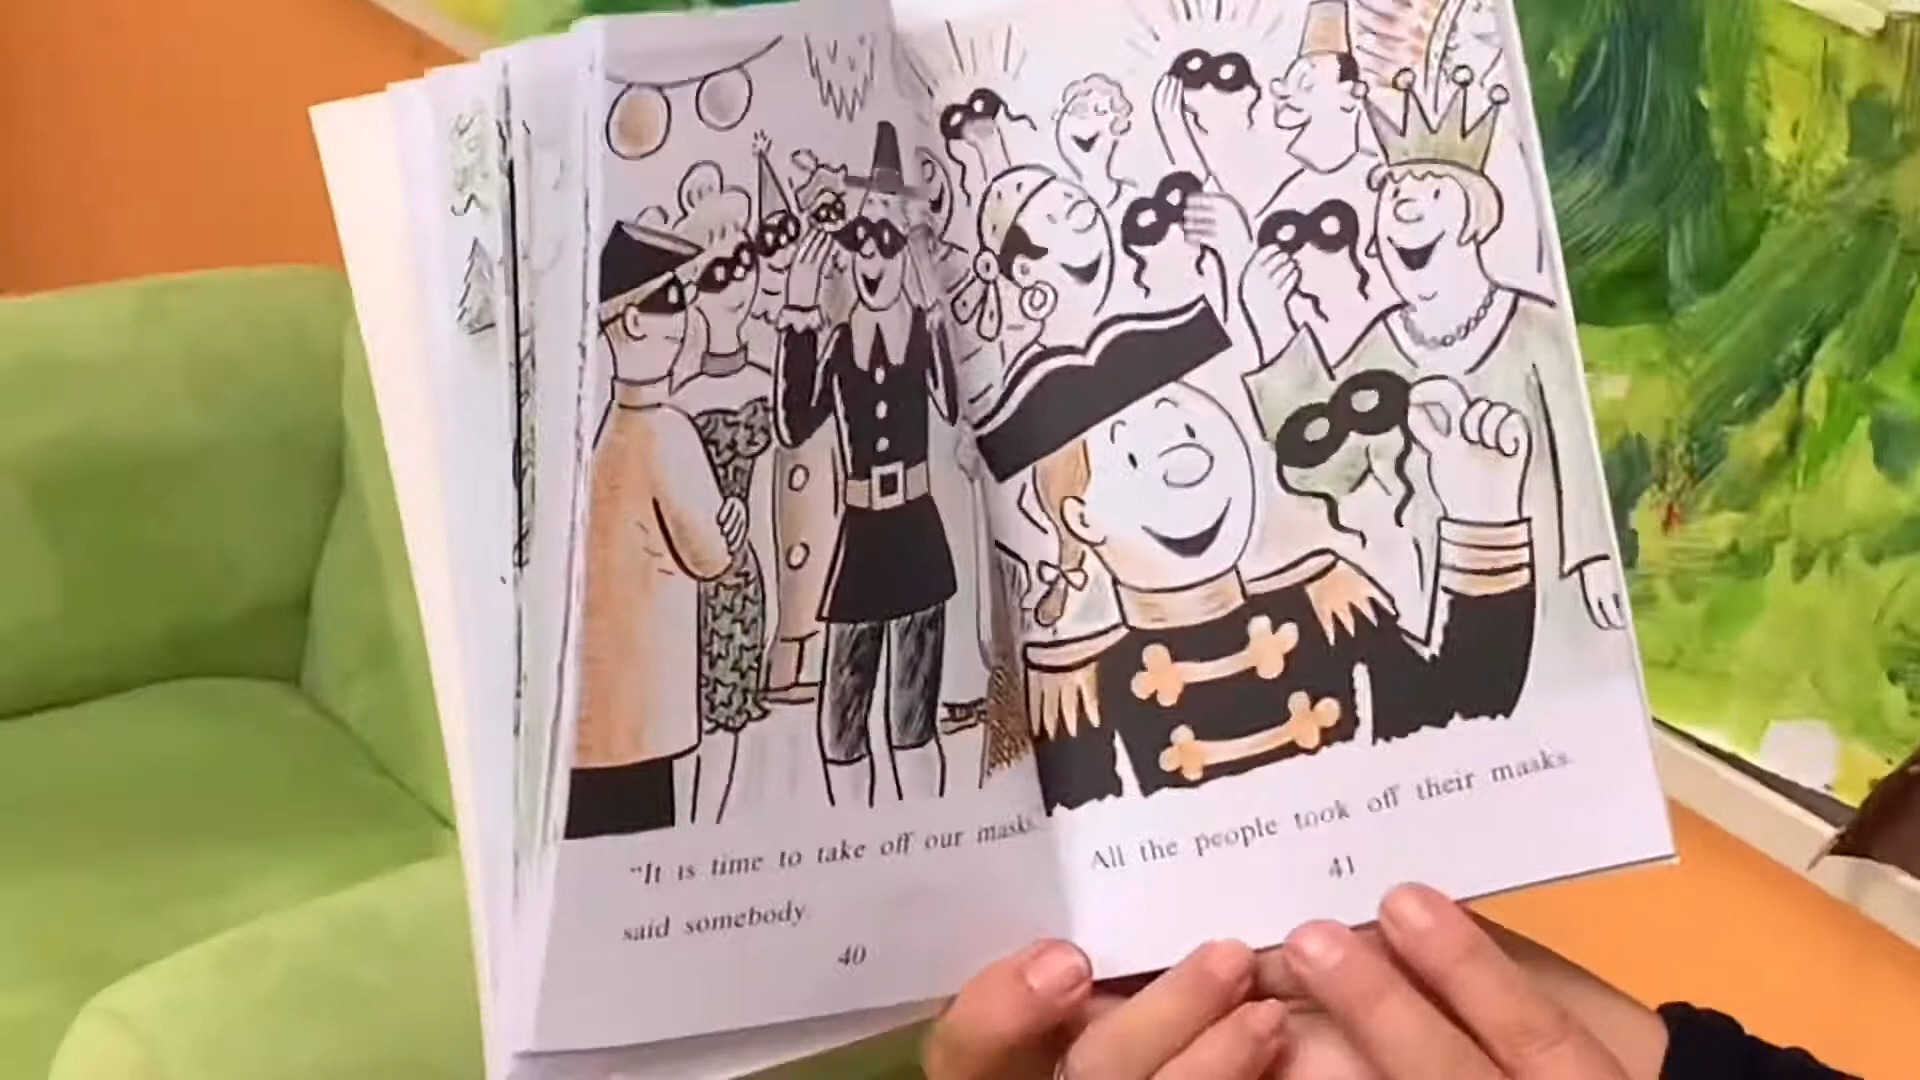 "It is time to take off our masks,
said somebody.
40
All the people took off their masks.
41